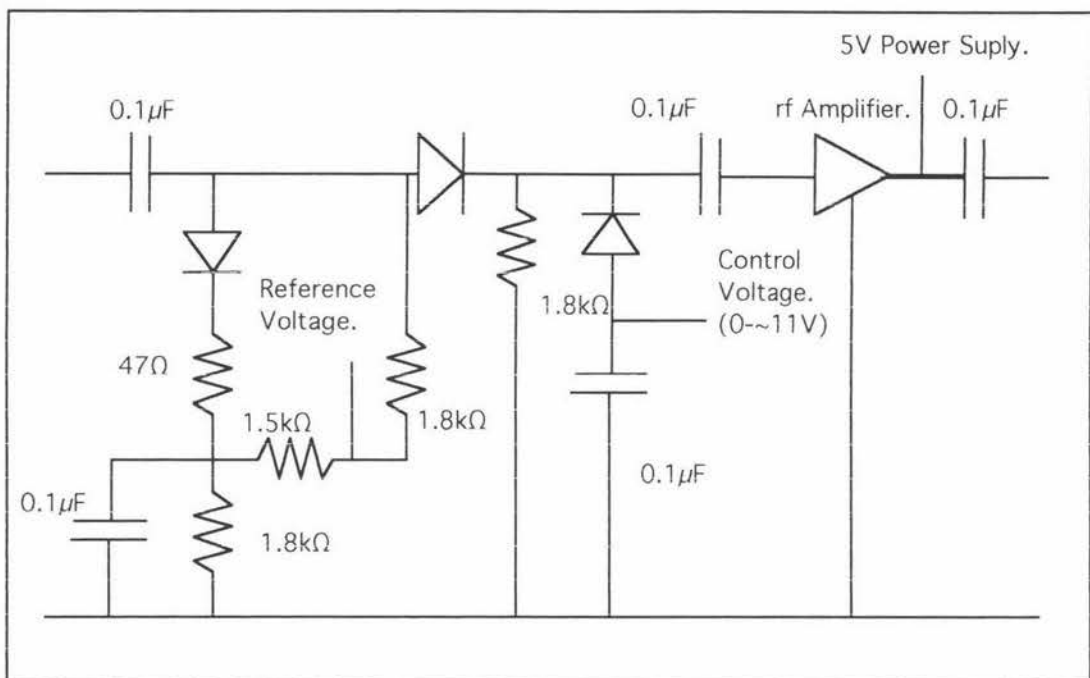 5V Power Suply.
0.1µF
0.1µF
rf Amplifier.
0.1µF
Reference
Voltage.
1.8kΩ
Control
Voltage.
(0-~11V)
47Ω
1.5kΩ
1.8kΩ
0.1µF
0.1µF
1.8kΩ